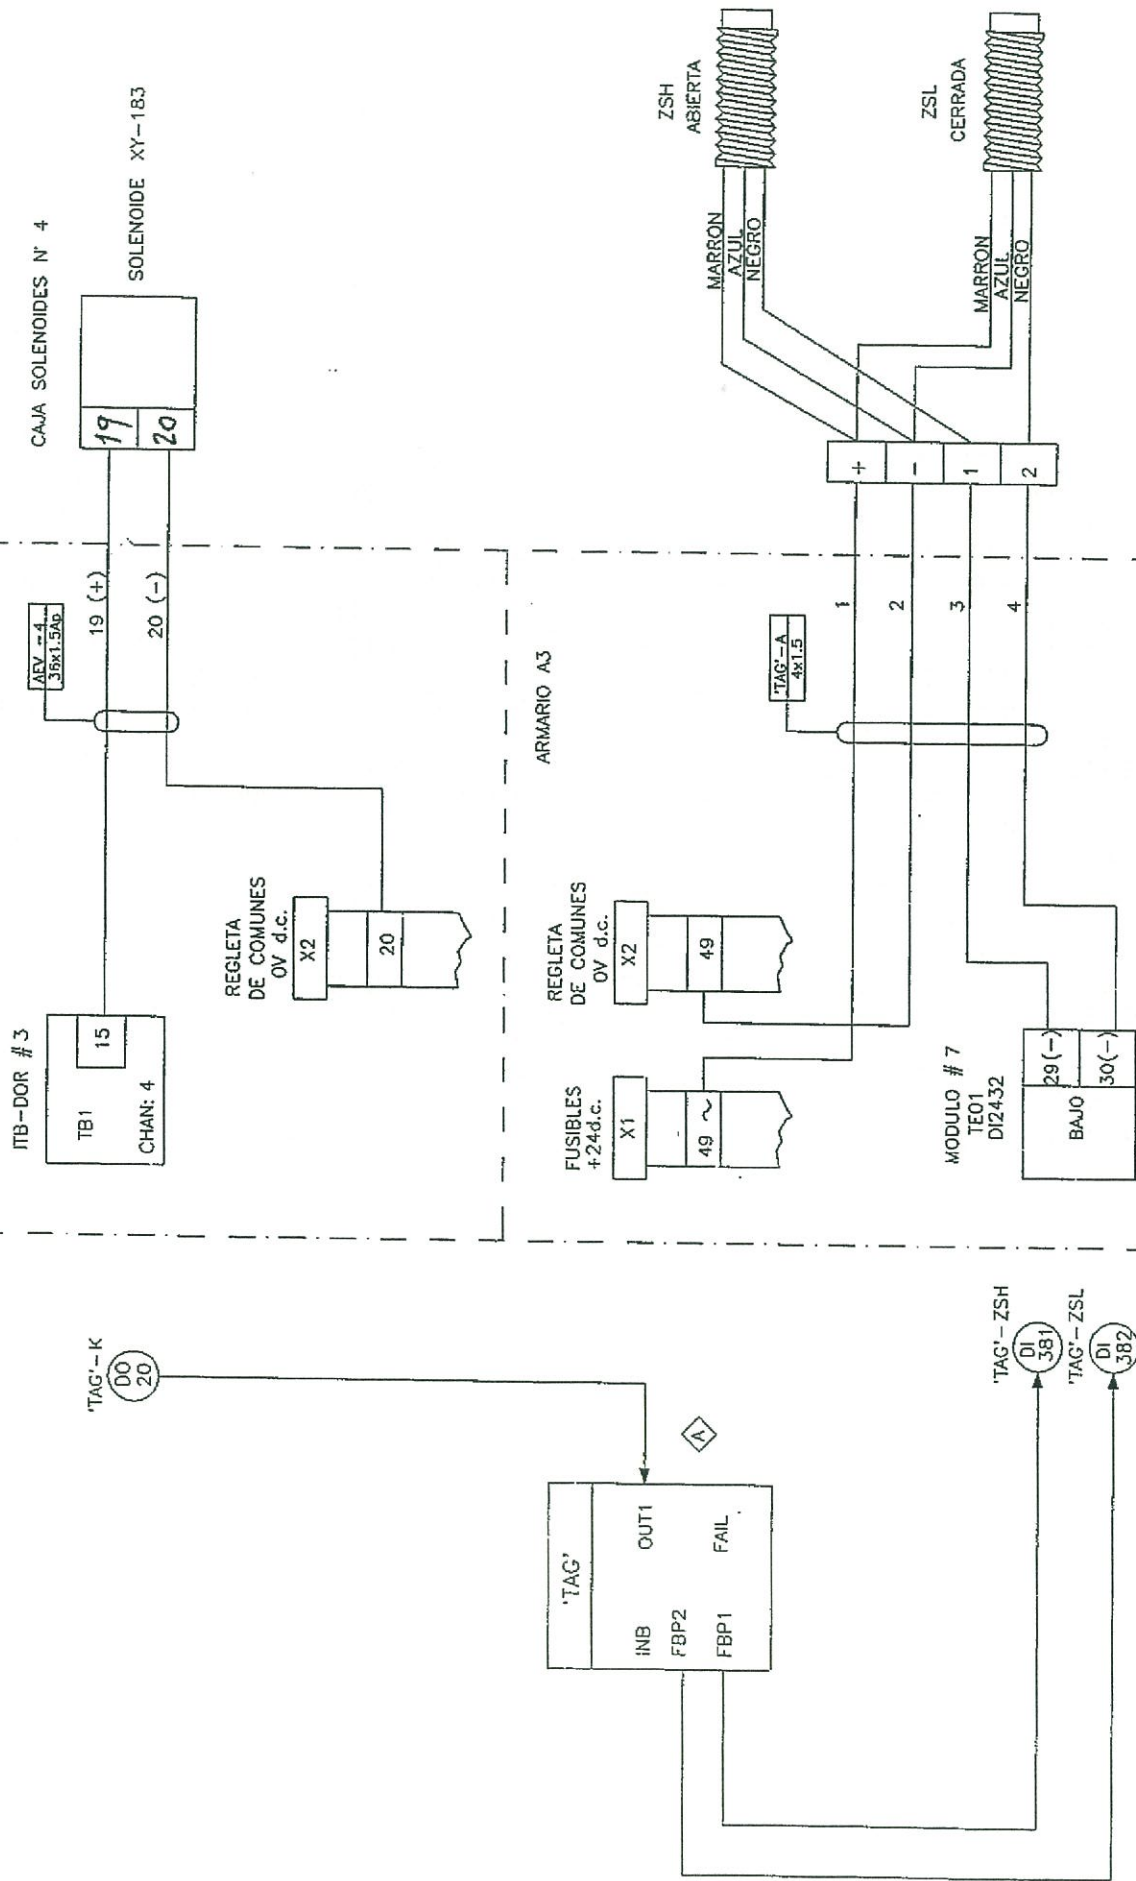 CAJA SOLENOIDES N' 4
SOLENOIDE XY-183
19
20
AEV-4
36x1.5Ap
19 (+)
20 (-)
ITB-DOR # 3
TB1
15
CHAN: 4
REGLETA
DE COMUNES
0V d.c.
X2
20
'TAG'-K
DO
20
ZSH
ABIERTA
MARRON
AZUL
NEGRO
ZSL
CERRADA
MARRON
AZUL
NEGRO
+
-
1
2
ARMARIO A3
'TAG'-A
4x1.5
1
2
3
4
REGLETA
DE COMUNES
0V d.c.
X2
49
FUSIBLES
+24d.c.
X1
49 ~
MODULO # 7
TE01
DI2432
BAJO
29(-)
30(-)
'TAG'
INB
OUT1
FBP2
FBP1
FAIL
A
'TAG'-ZSH
DI
381
'TAG'-ZSL
DI
382